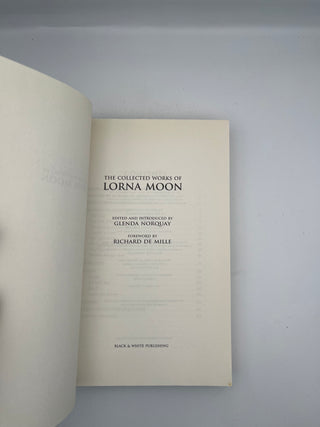 THE COLLECTED WORKS OF
LORNA MOON
EDITED AND INTRODUCED BY
GLENDA NORQUAY
FOREWORD BY
RICHARD DE MILLE
BLACK & WHITE PUBLISHING